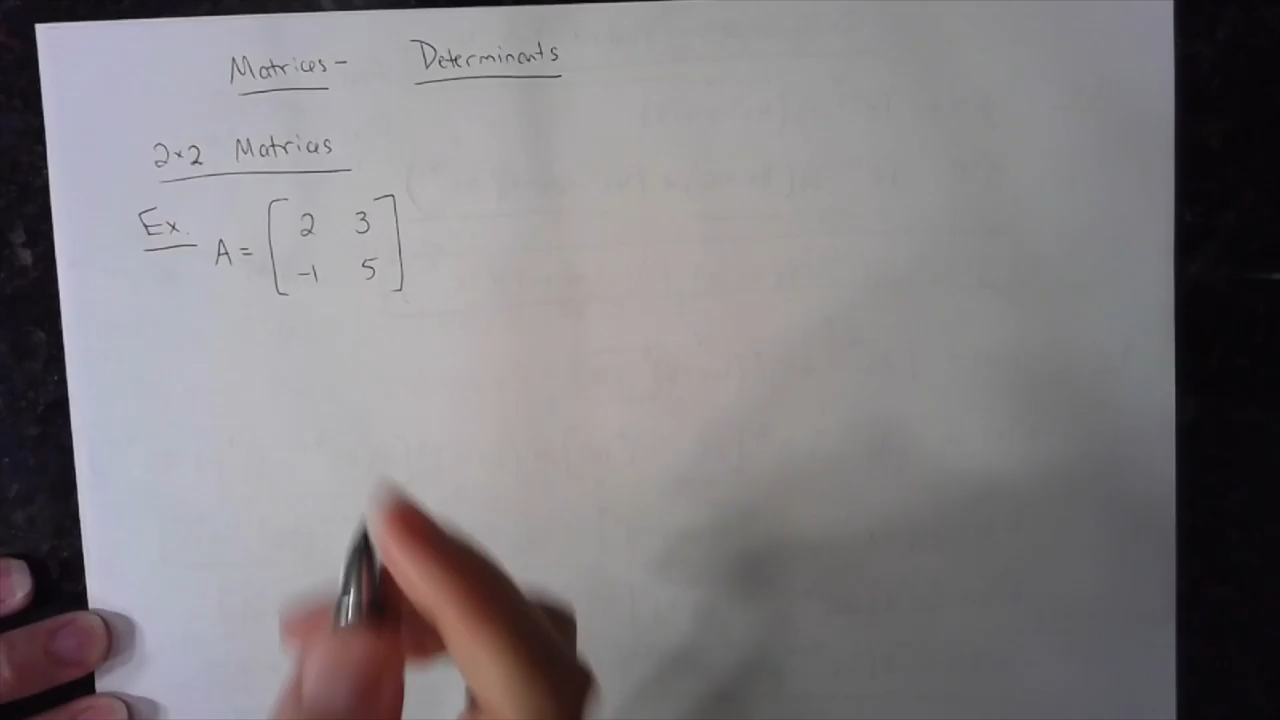 Matrices- Determinants
2×2 Matrices
Ex. A = [ 2 3
-1 5 ]